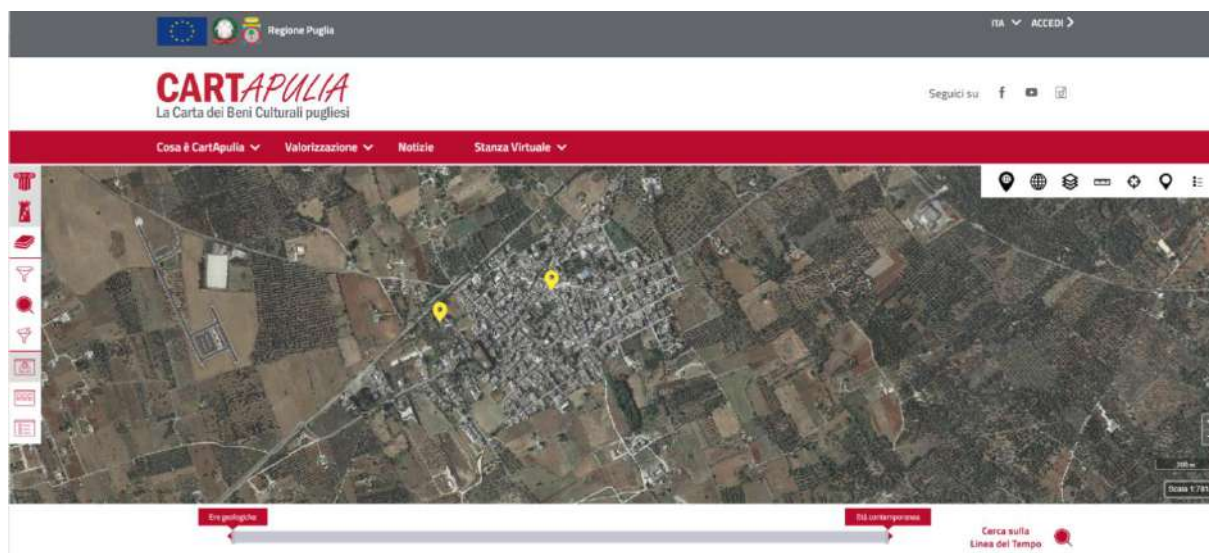 Regione Puglia
ITA ACCEDI
CARTAPULIA
La Carta dei Beni Culturali pugliesi
Seguici su
Cosa è CartApulia Valorizzazione Notizie Stanza Virtuale
200 m
Ere geologiche
Età contemporanea
Cerca sulla
Linea del Tempo